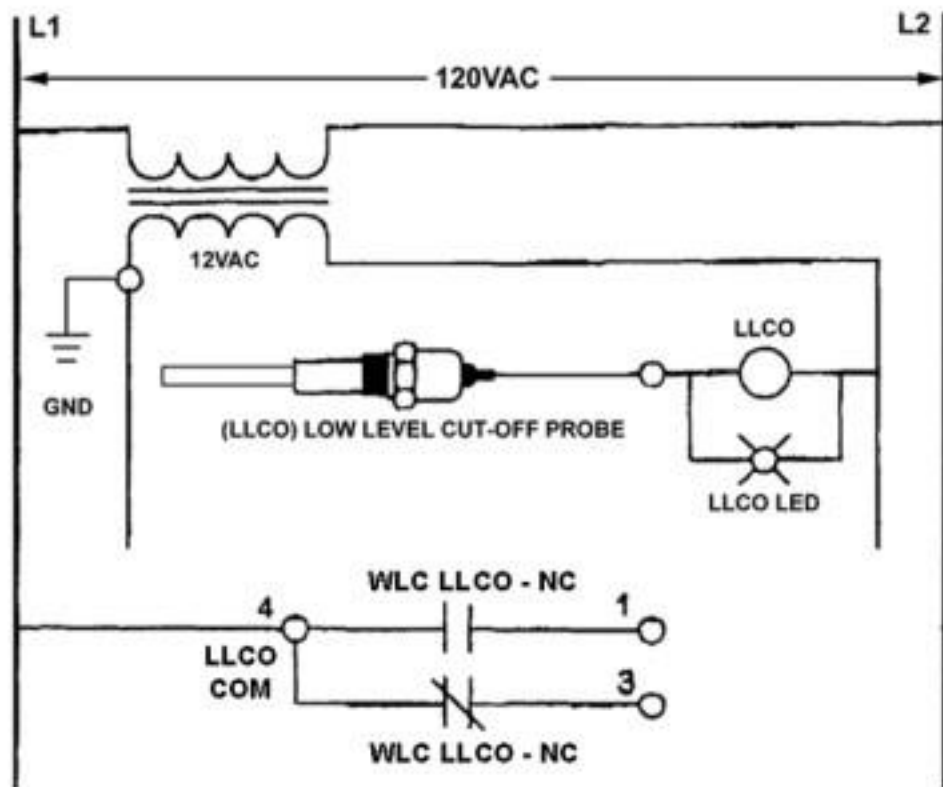 L1
L2
120VAC
12VAC
GND
LLCO
(LLCO) LOW LEVEL CUT-OFF PROBE
LLCO LED
WLC LLCO - NC
4
1
LLCO
COM
3
WLC LLCO - NC